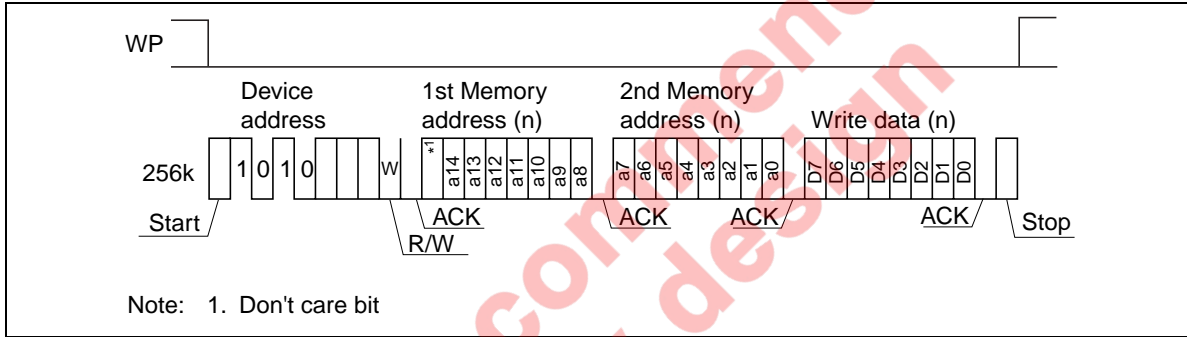 WP
Device address
1st Memory address (n)
2nd Memory address (n)
Write data (n)
256k
1 0 1 0
W
*1 a14 a13 a12 a11 a10 a9 a8
a7 a6 a5 a4 a3 a2 a1 a0
D7 D6 D5 D4 D3 D2 D1 D0
Start
R/W
ACK
ACK
ACK
ACK
Stop
Note: 1. Don't care bit
commen
design